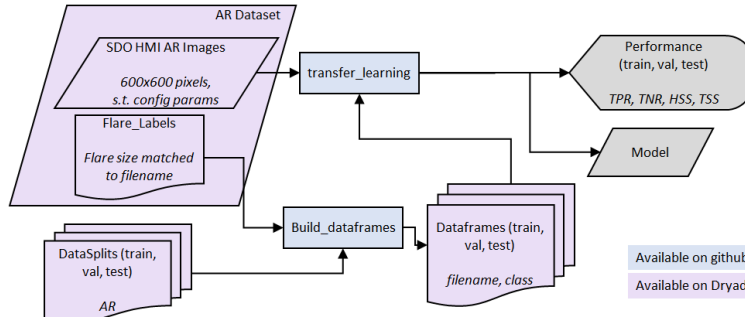 AR Dataset
SDO HMI AR Images
600x600 pixels,
s.t. config params
Flare_Labels
Flare size matched
to filename
transfer_learning
Performance
(train, val, test)
TPR, TNR, HSS, TSS
Model
Build_dataframes
DataSplits (train,
val, test)
AR
Dataframes (train,
val, test)
filename, class
Available on github
Available on Dryad